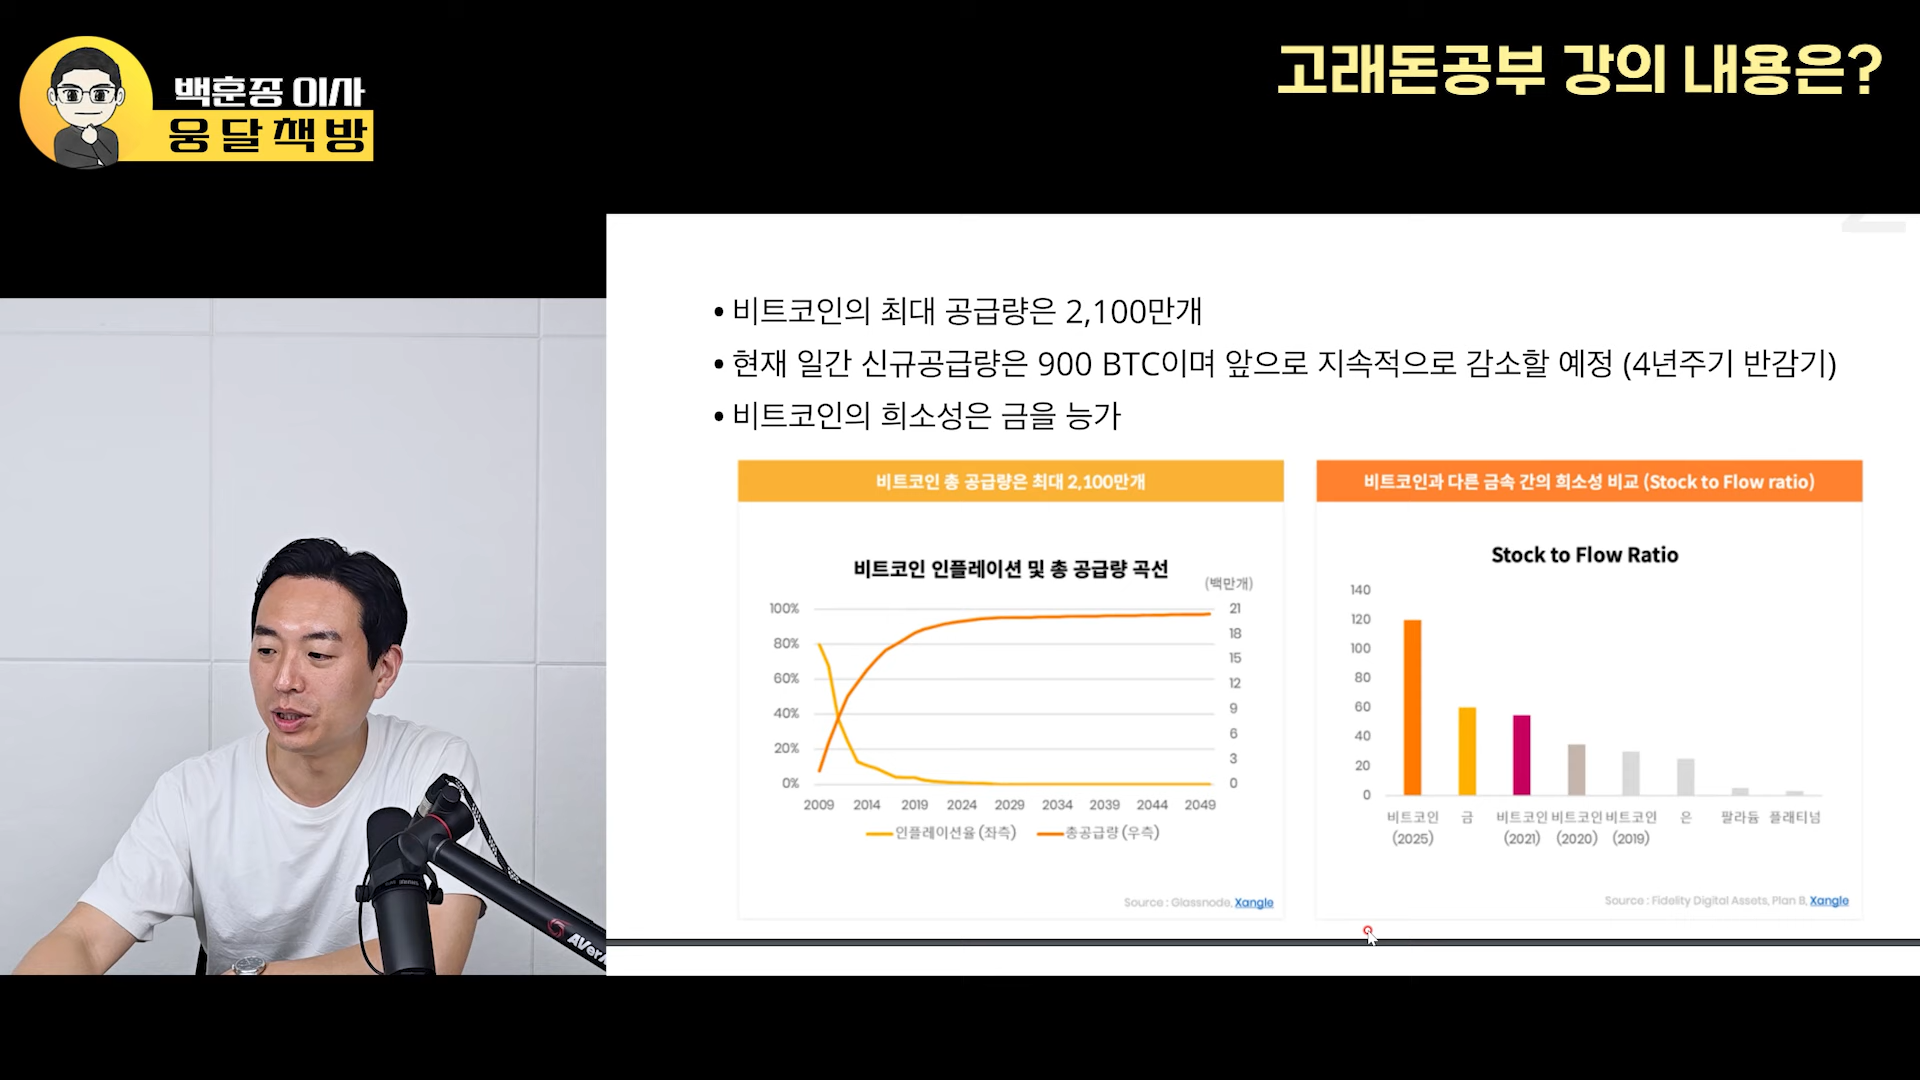 백훈종 이사
웅달책방
고래돈공부 강의 내용은?
• 비트코인의 최대 공급량은 2,100만개
• 현재 일간 신규공급량은 900 BTC이며 앞으로 지속적으로 감소할 예정 (4년주기 반감기)
• 비트코인의 희소성은 금을 능가
비트코인 총 공급량은 최대 2,100만개
비트코인 인플레이션 및 총 공급량 곡선
(백만개)
100%
80%
60%
40%
20%
0%
21
18
15
12
9
6
3
0
2009 2014 2019 2024 2029 2034 2039 2044 2049
인플레이션율 (좌측) 총공급량 (우측)
Source : Glassnode, Xangle
비트코인과 다른 금속 간의 희소성 비교 (Stock to Flow ratio)
Stock to Flow Ratio
140
120
100
80
60
40
20
0
비트코인 금 비트코인 비트코인 비트코인 은 팔라듐 플래티넘
(2025) (2021) (2020) (2019)
Source : Fidelity Digital Assets, Plan B, Xangle